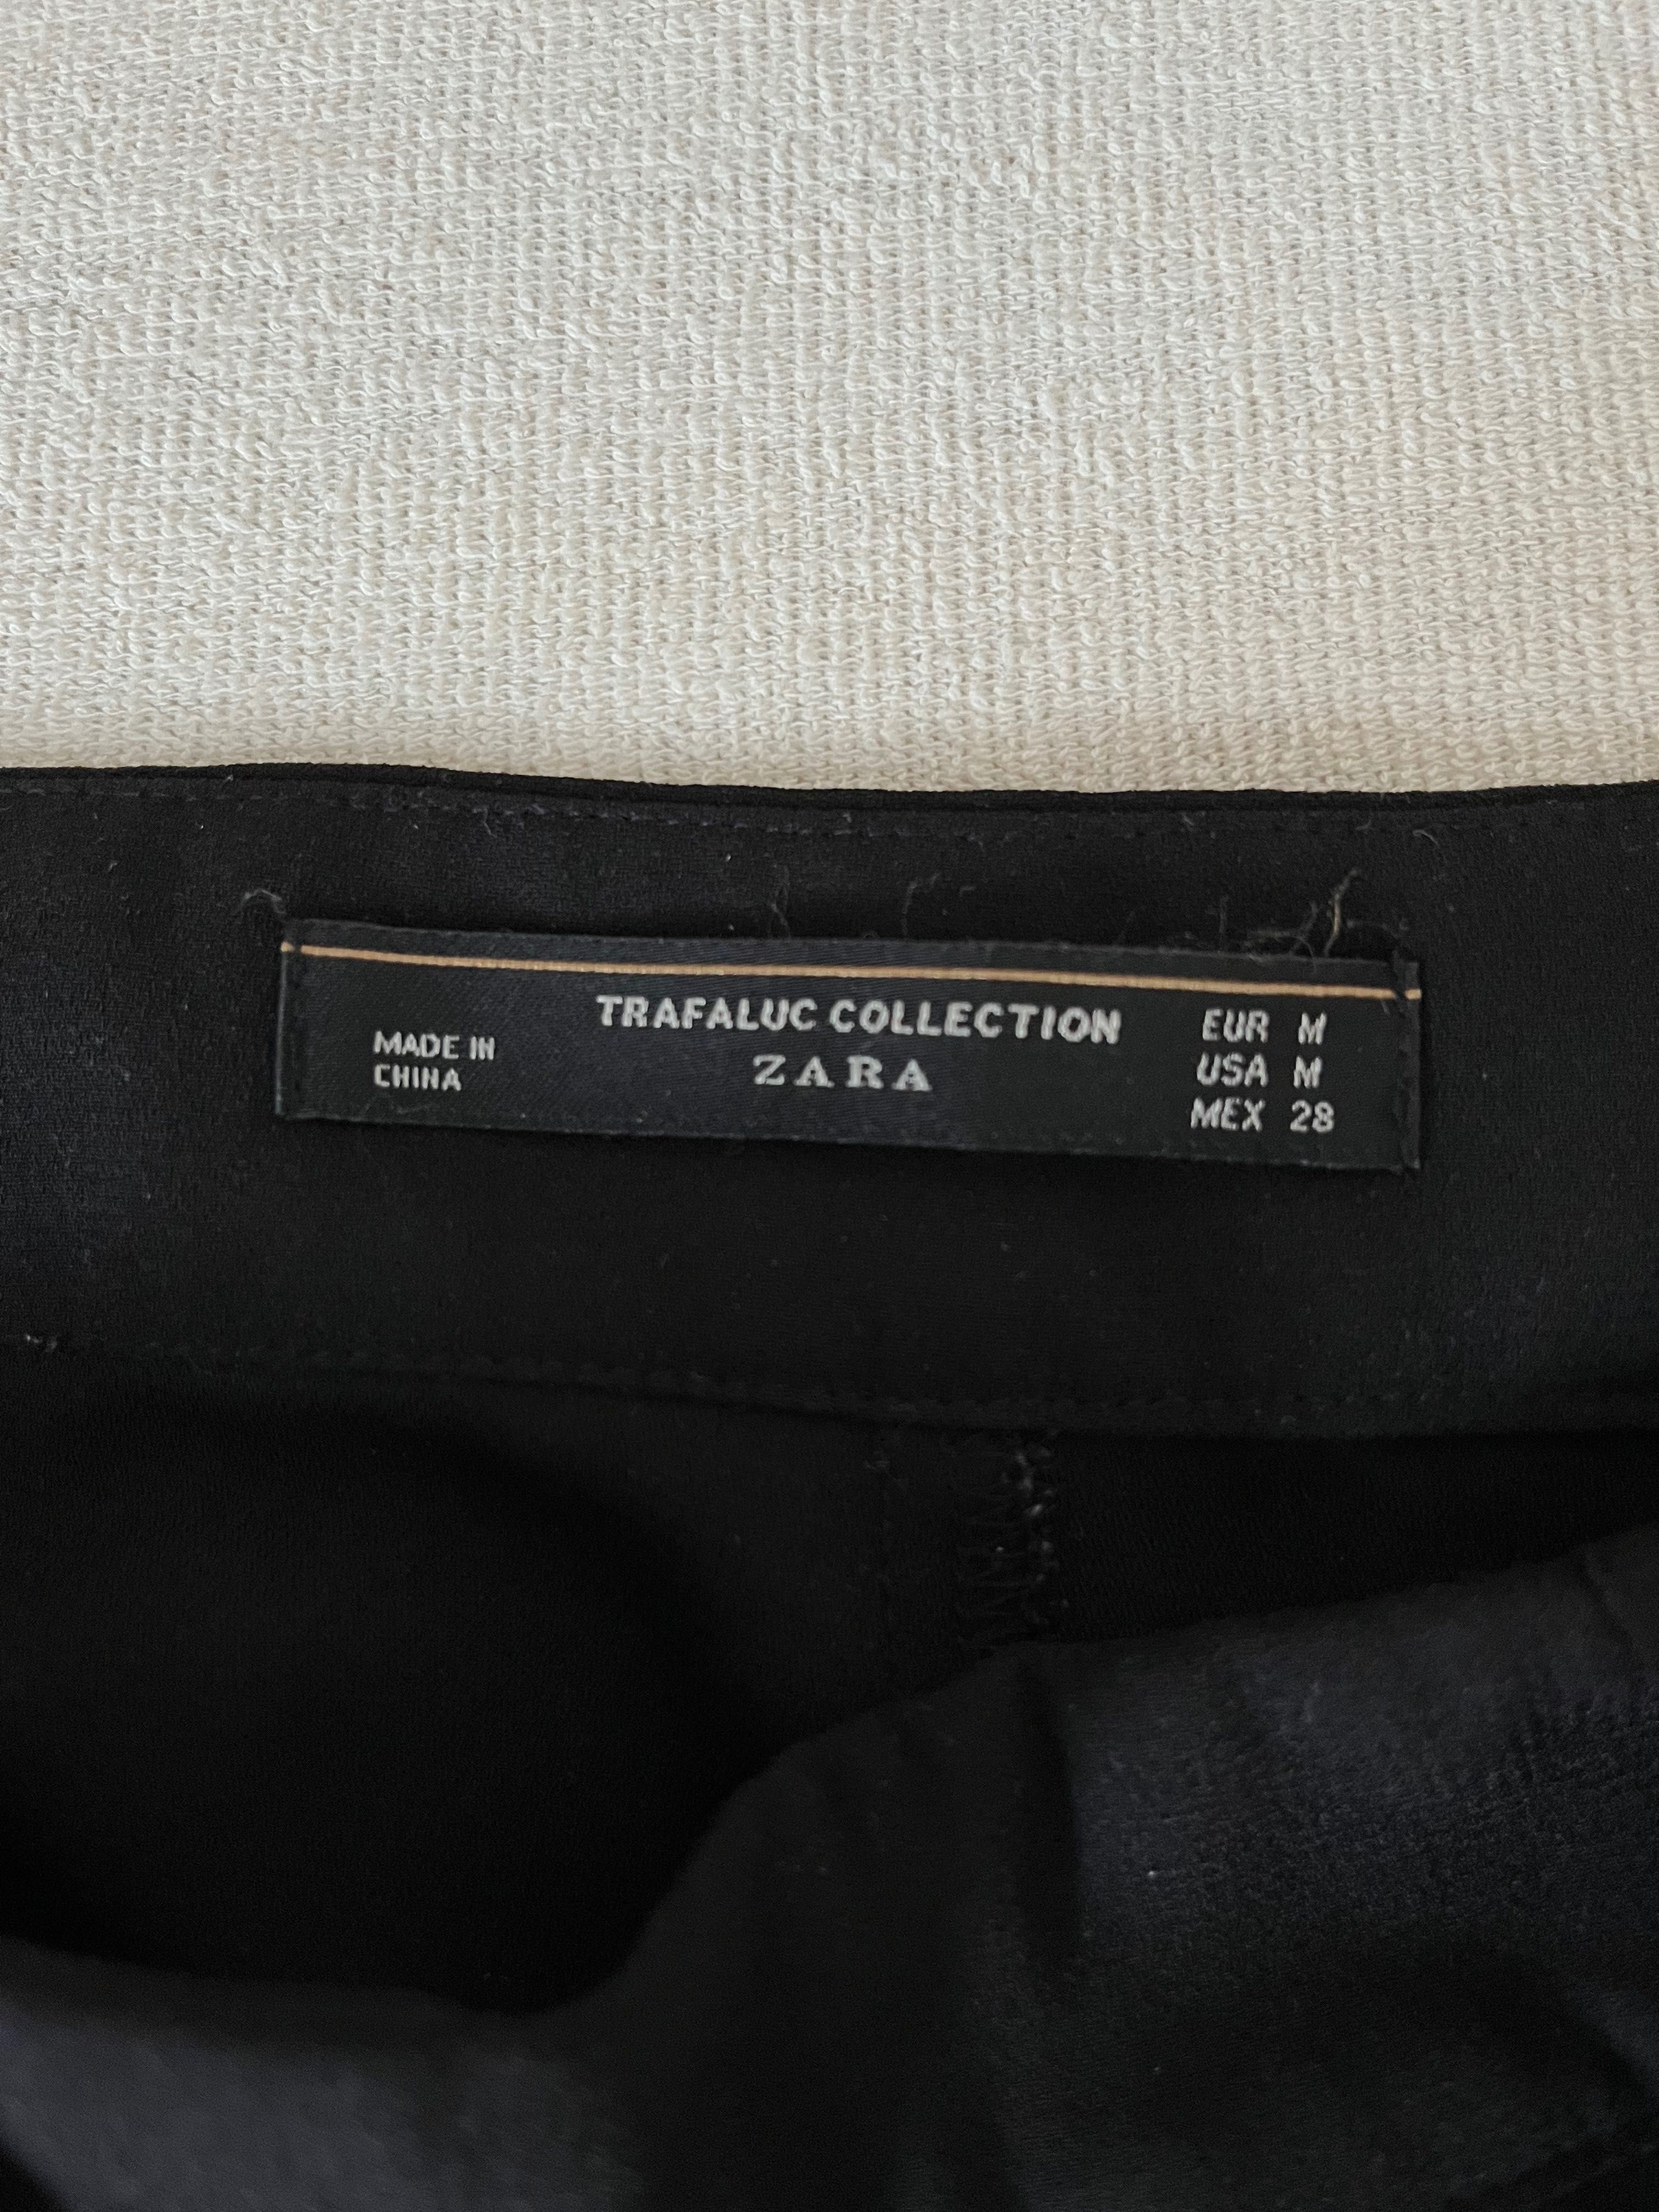 MADE IN
CHINA
TRAFALUC COLLECTION
ZARA
EUR M
USA M
MEX 28